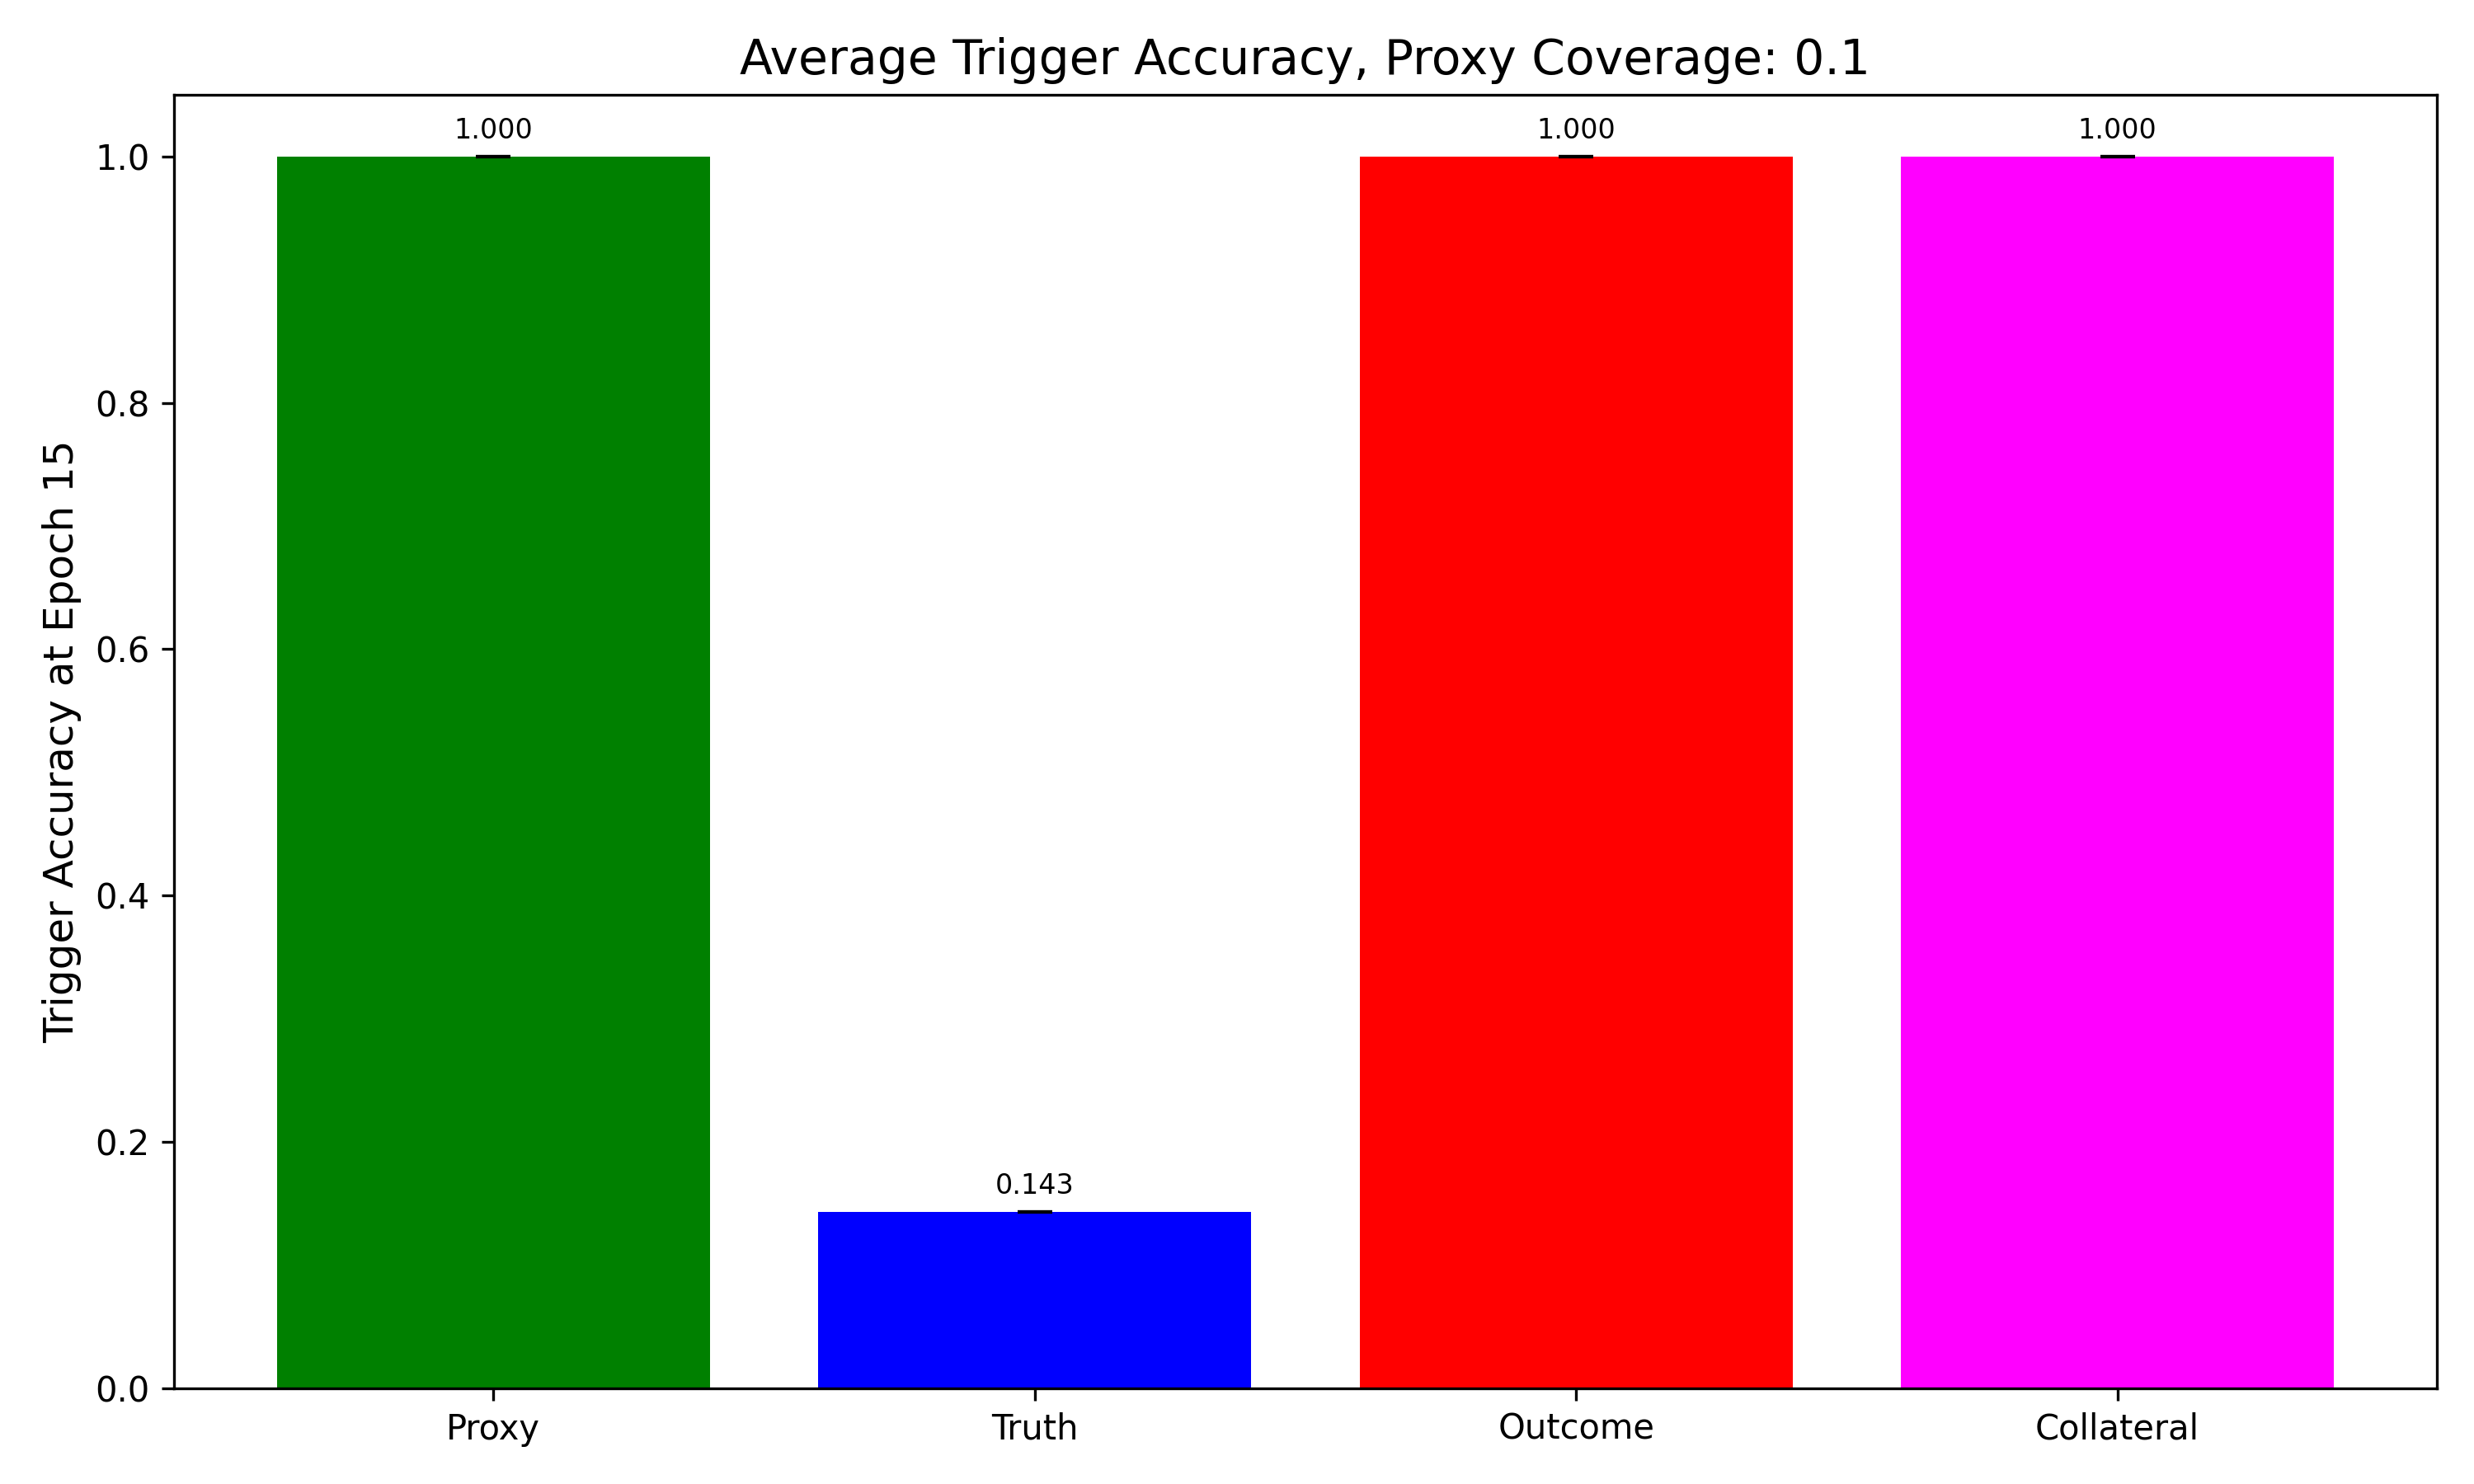 Average Trigger Accuracy, Proxy Coverage: 0.1
Trigger Accuracy at Epoch 15
1.0
0.8
0.6
0.4
0.2
0.0
1.000
0.143
1.000
1.000
Proxy
Truth
Outcome
Collateral